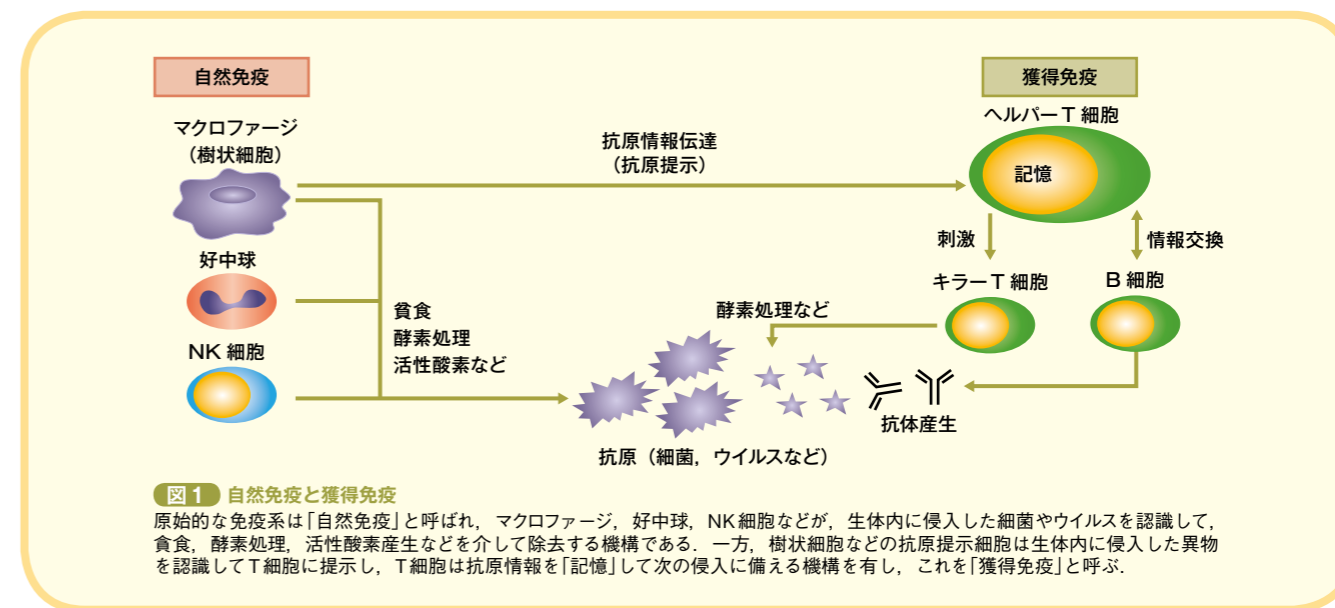 自然免疫
獲得免疫
マクロファージ
（樹状細胞）
抗原情報伝達
（抗原提示）
ヘルパーT 細胞
記憶
好中球
刺激
情報交換
キラーT 細胞
B 細胞
貧食
酵素処理
活性酸素など
酵素処理など
NK 細胞
抗体産生
抗原（細菌，ウイルスなど）
図1 自然免疫と獲得免疫
原始的な免疫系は「自然免疫」と呼ばれ，マクロファージ，好中球，NK細胞などが，生体内に侵入した細菌やウイルスを認識して，
貪食，酵素処理，活性酸素産生などを介して除去する機構である．一方，樹状細胞などの抗原提示細胞は生体内に侵入した異物
を認識してT細胞に提示し，T細胞は抗原情報を「記憶」して次の侵入に備える機構を有し，これを「獲得免疫」と呼ぶ．